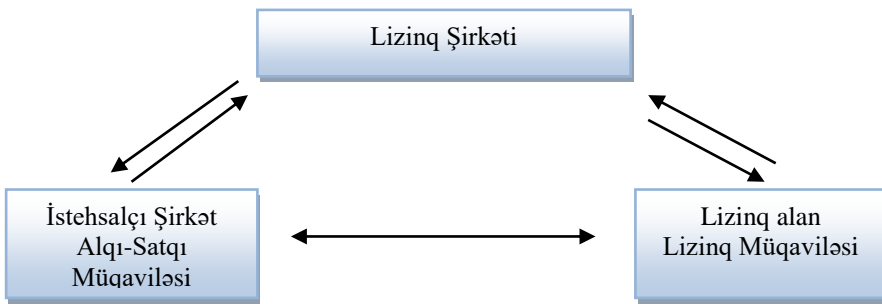 Lizinq Şirkəti
İstehsalçı Şirkət
Alqı-Satqı
Müqaviləsi
Lizinq alan
Lizinq Müqaviləsi